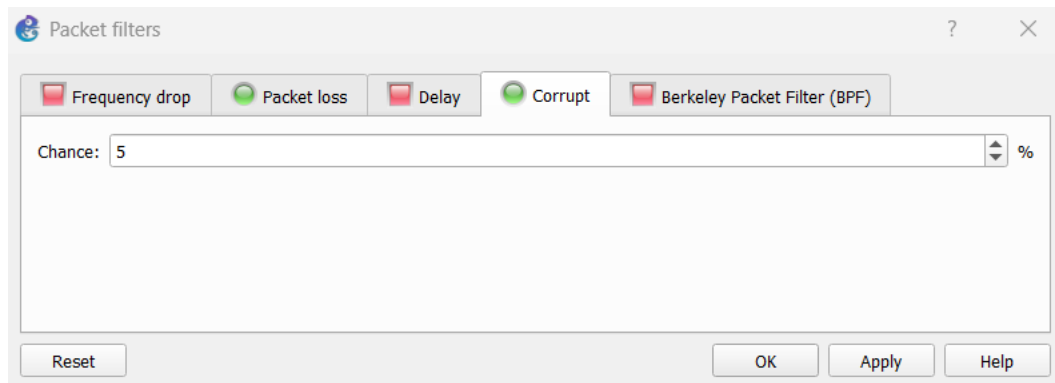 Packet filters ?
Frequency drop Packet loss Delay Corrupt Berkeley Packet Filter (BPF)
Chance: 5 %
Reset OK Apply Help